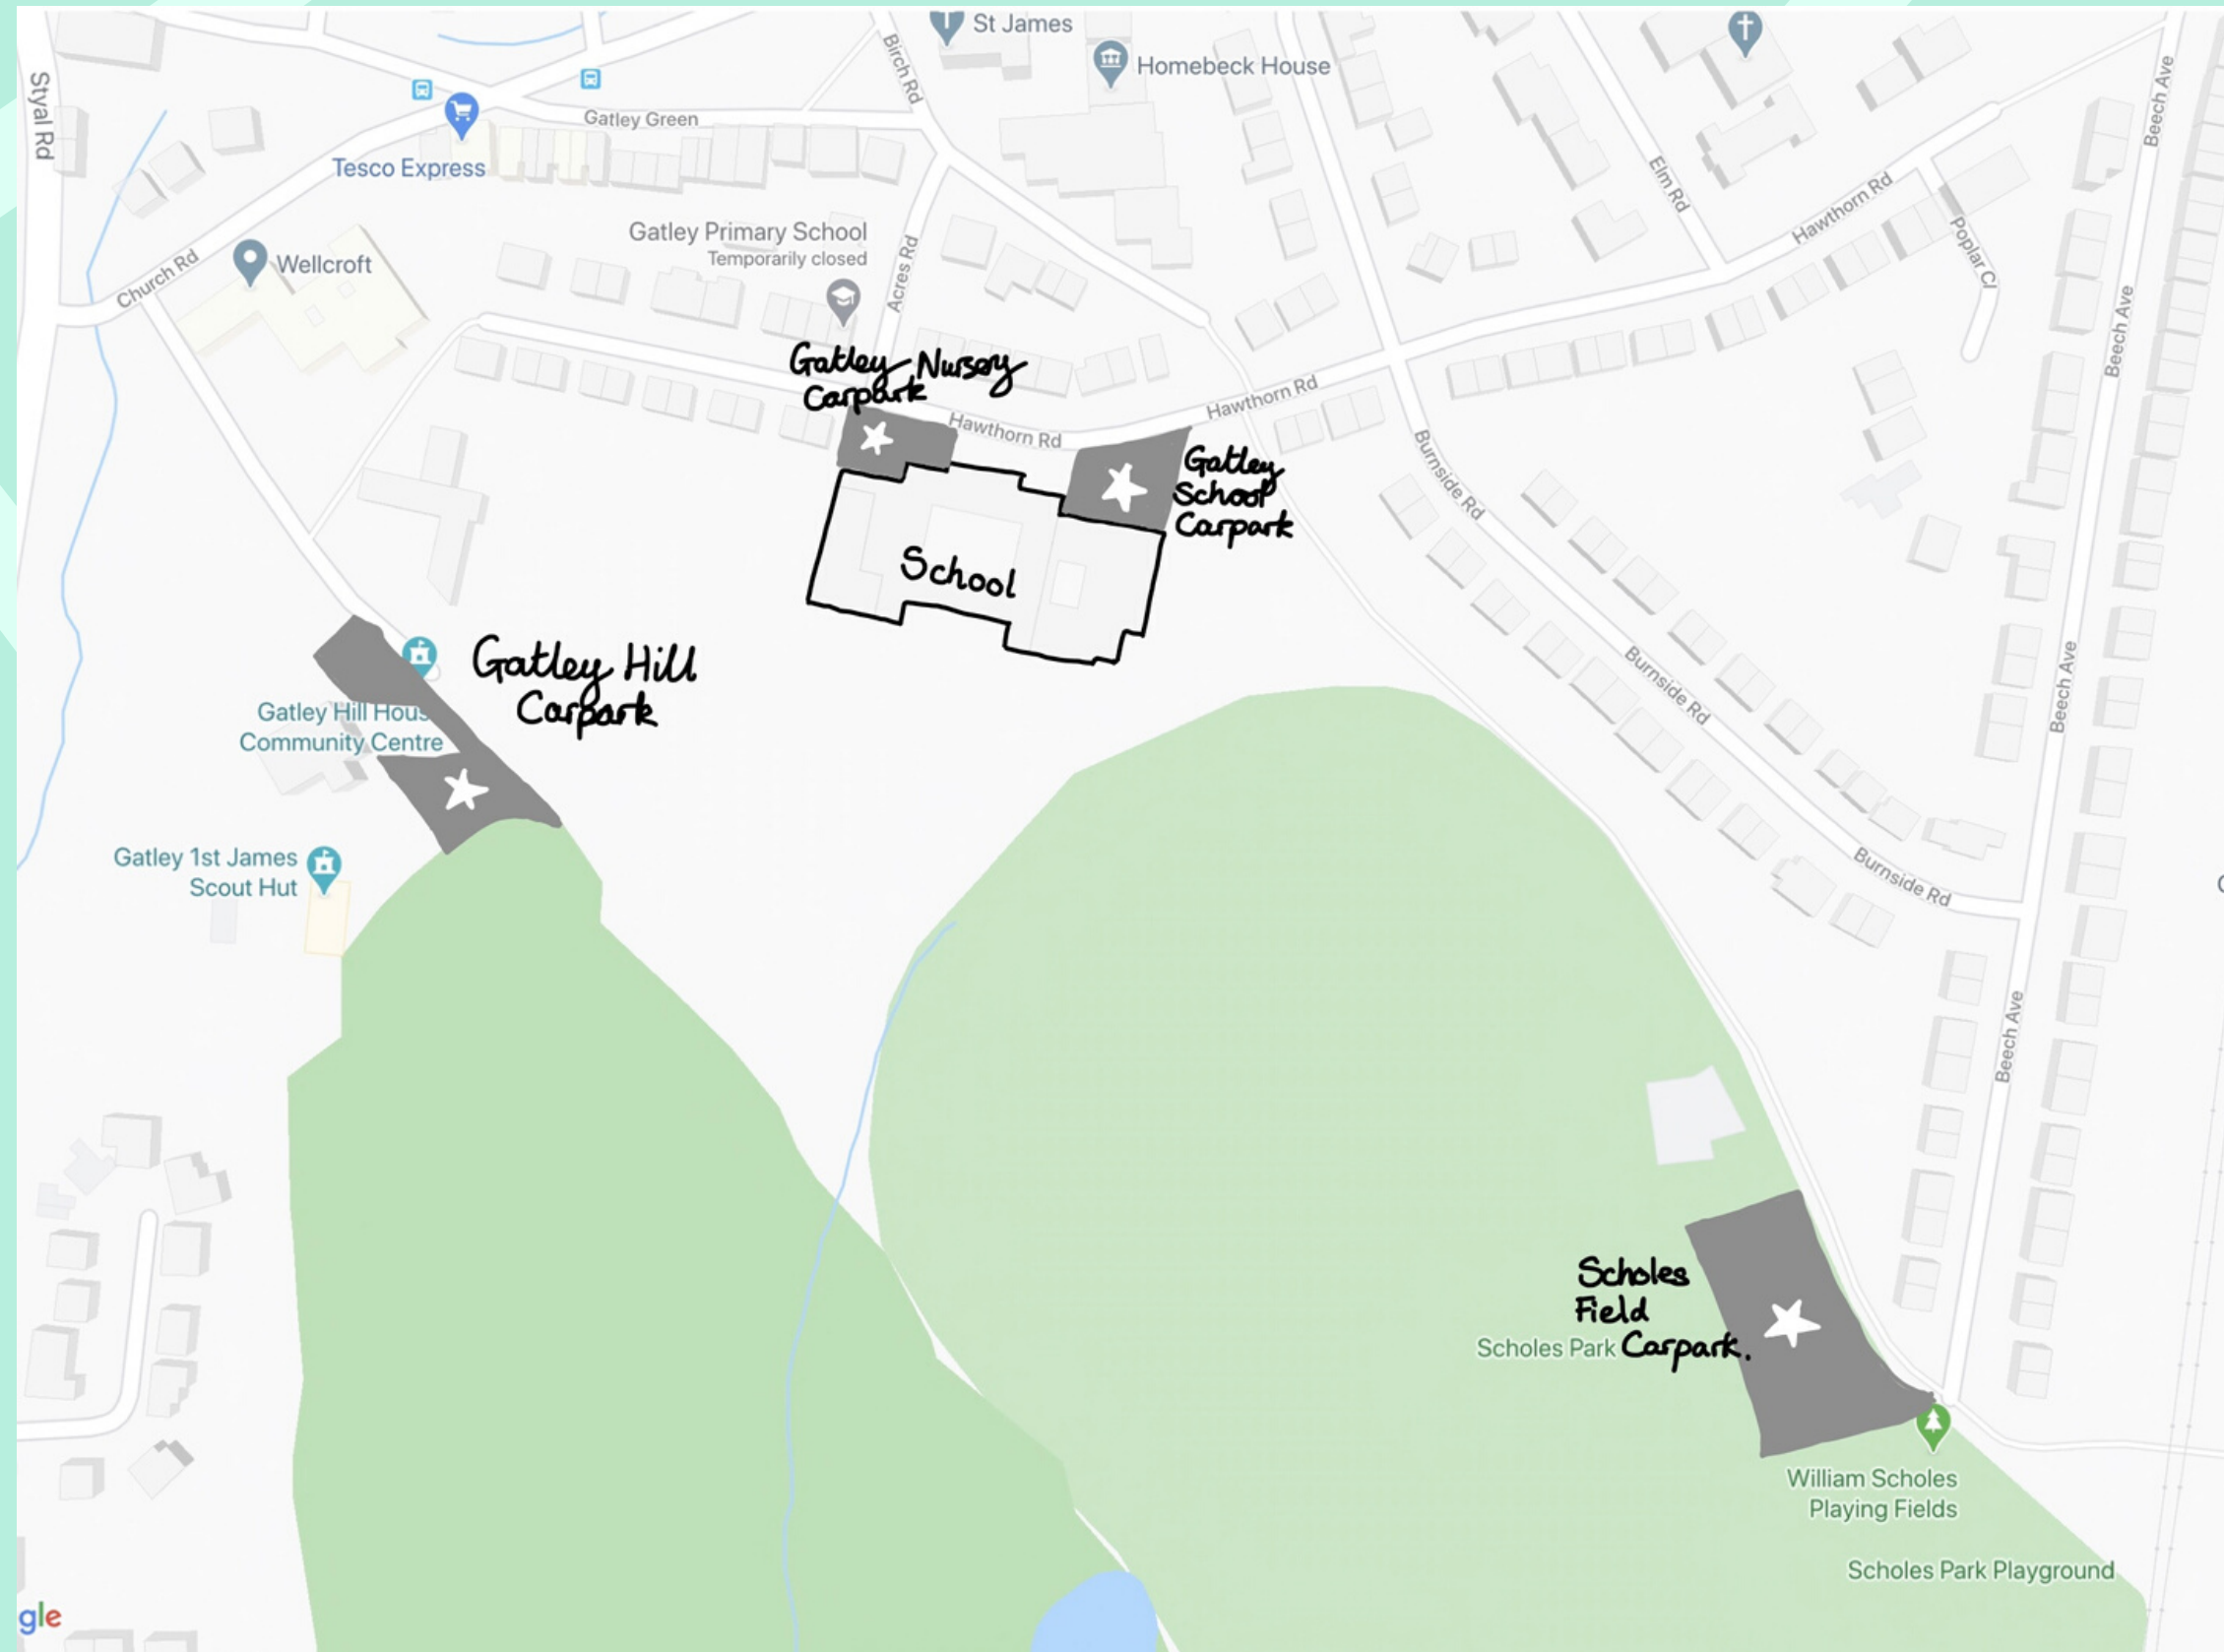 St James
Homebeck House
Styal Rd
Birch Rd
Beech Ave
Gatley Green
Tesco Express
Elm Rd
Hawthorn Rd
Poplar Cl
Gatley Primary School
Temporarily closed
Wellcroft
Church Rd
Acres Rd
Beech Ave
Gatley Nursery
Carpark
Hawthorn Rd
Hawthorn Rd
Gatley
School
Carpark
Burnside Rd
School
Gatley Hill
Carpark
Burnside Rd
Beech Ave
Gatley Hill Hous
Community Centre
Gatley 1st James
Scout Hut
Burnside Rd
Beech Ave
Scholes
Field
Carpark.
Scholes Park
William Scholes
Playing Fields
Scholes Park Playground
gle